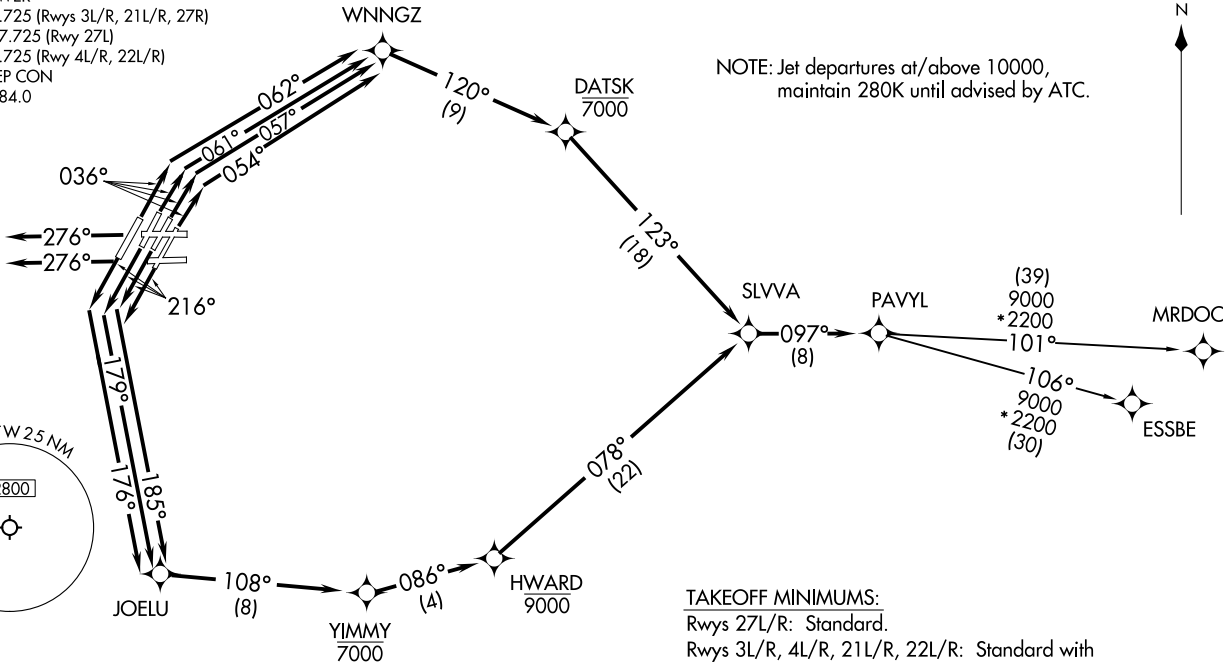 .725 (Rwys 3L/R, 21L/R, 27R)
7.725 (Rwy 27L)
.725 (Rwy 4L/R, 22L/R)
EP CON
84.0
WNNGZ
N
NOTE: Jet departures at/above 10000,
maintain 280K until advised by ATC.
120°
(9)
DATSK
7000
062°
061°
057°
054°
036°
276°
276°
216°
123°
(18)
SLVVA
097°
(8)
PAVYL
(39)
9000
*2200
101°
MRDOC
106°
9000
*2200
(30)
ESSBE
179°
176°
185°
W 25 NM
800
078°
(22)
JOELU
108°
(8)
YIMMY
7000
086°
(4)
HWARD
9000
TAKEOFF MINIMUMS:
Rwys 27L/R: Standard.
Rwys 3L/R, 4L/R, 21L/R, 22L/R: Standard with